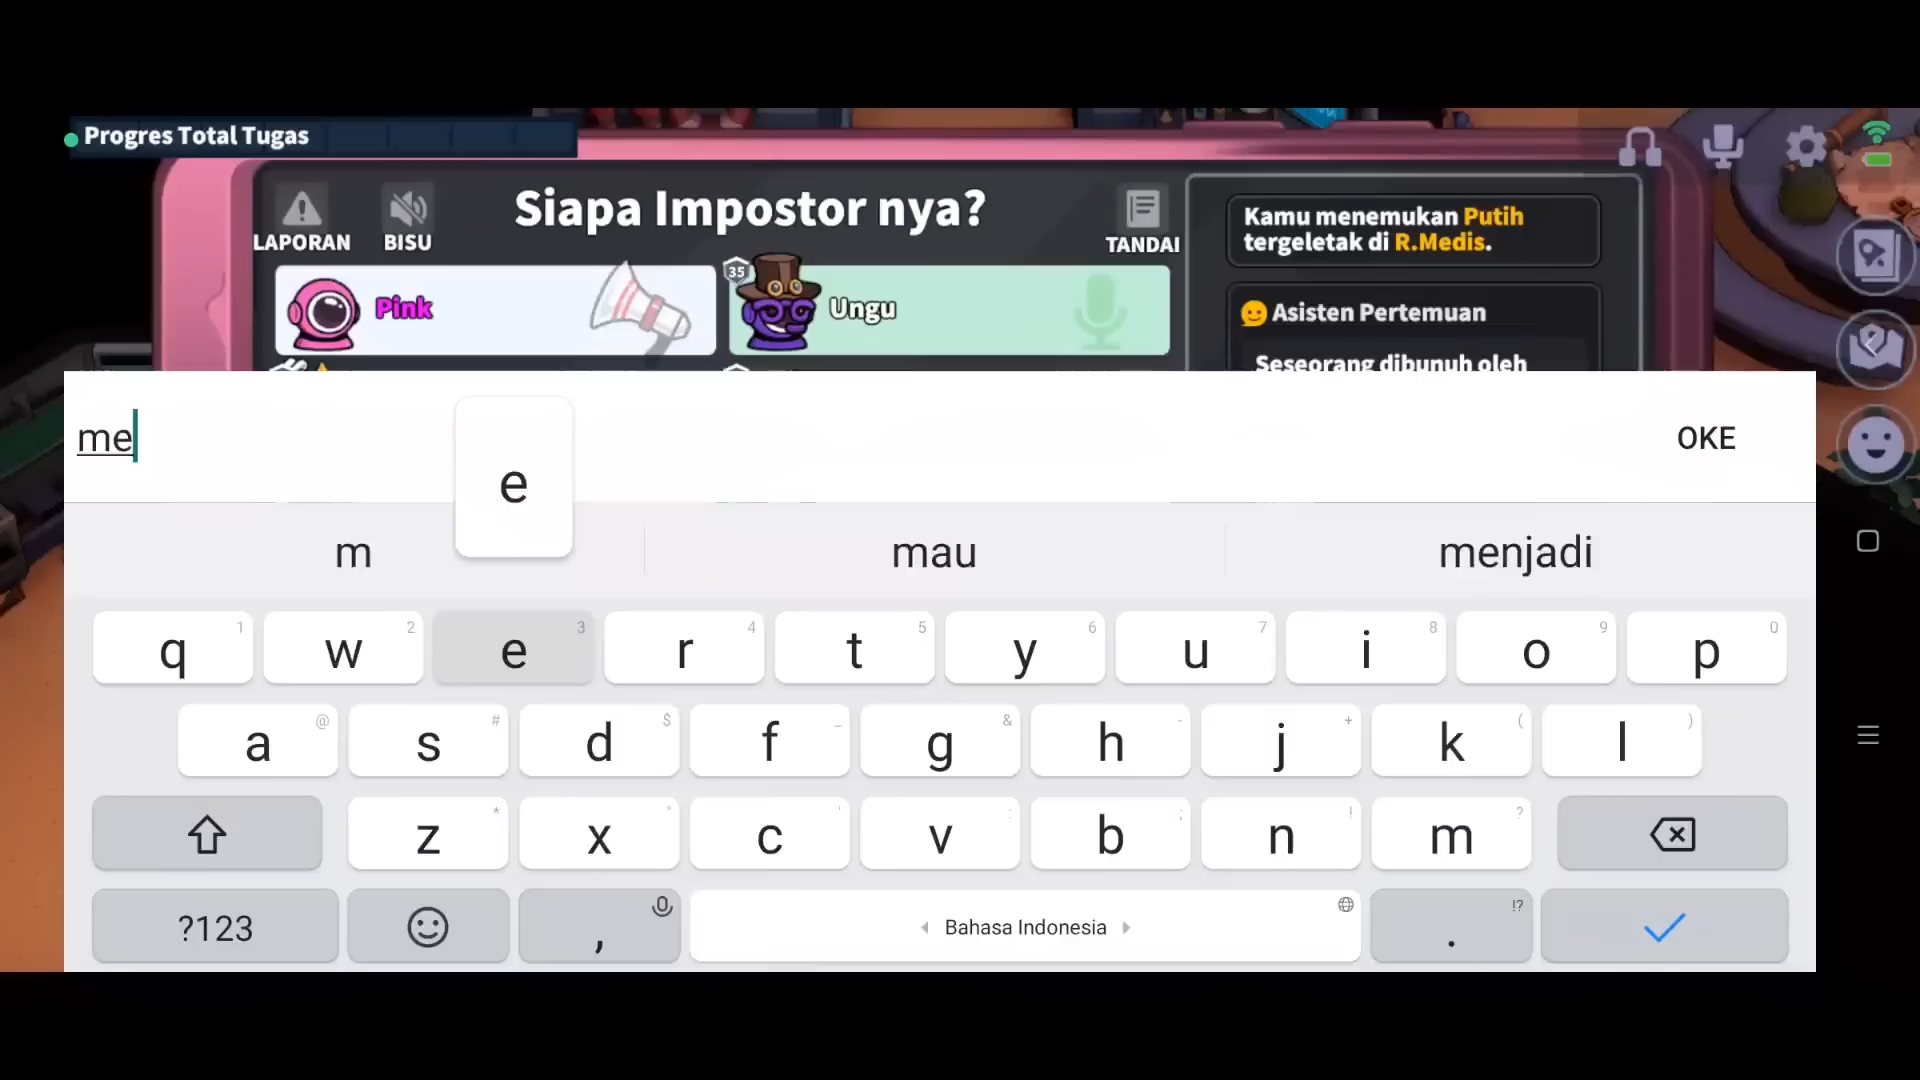 Progres Total Tugas
Siapa Impostor nya?
LAPORAN
BISU
TANDAI
Pink
35
Ungu
Kamu menemukan Putih
tergeletak di R.Medis.
Asisten Pertemuan
Seseorang dibunuh oleh
me
e
OKE
m
mau
menjadi
q 1 w 2 e 3 r 4 t 5 y 6 u 7 i 8 o 9 p 0
a @ s # d $ f _ g & h - j + k ( l )
z * x " c ' v : b ; n ! m ?
?123 , Bahasa Indonesia . !?